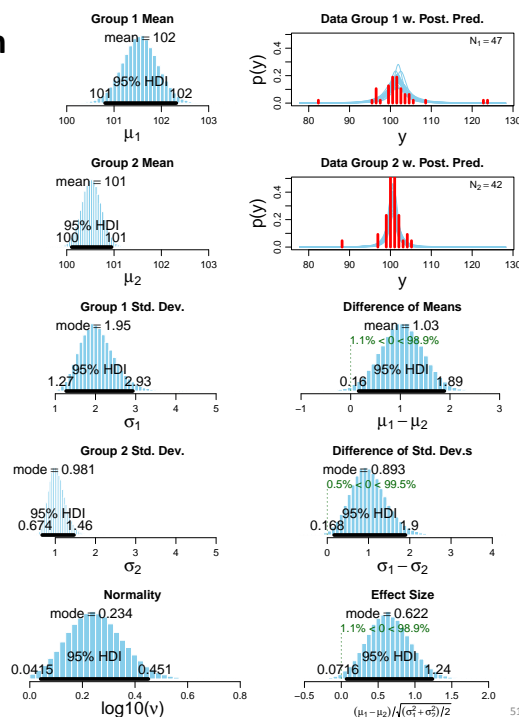 n
Group 1 Mean
mean = 102
95% HDI
101 102
100 101 102 103
μ1
Data Group 1 w. Post. Pred.
N1 = 47
p(y)
0.0 0.2 0.4
80 90 100 110 120 130
y
Group 2 Mean
mean = 101
95% HDI
100 101
100 101 102 103
μ2
Data Group 2 w. Post. Pred.
N2 = 42
p(y)
0.0 0.2 0.4
80 90 100 110 120 130
y
Group 1 Std. Dev.
mode = 1.95
95% HDI
1.27 2.93
1 2 3 4 5
σ1
Difference of Means
mean = 1.03
1.1% < 0 < 98.9%
95% HDI
0.16 1.89
−1 0 1 2 3
μ1 − μ2
Group 2 Std. Dev.
mode = 0.981
95% HDI
0.674 1.46
1 2 3 4 5
σ2
Difference of Std. Dev.s
mode = 0.893
0.5% < 0 < 99.5%
95% HDI
0.168 1.9
0 1 2 3 4
σ1 − σ2
Normality
mode = 0.234
95% HDI
0.0415 0.451
0.0 0.2 0.4 0.6 0.8
log10(ν)
Effect Size
mode = 0.622
1.1% < 0 < 98.9%
95% HDI
0.0716 1.24
−0.5 0.0 0.5 1.0 1.5 2.0
(μ1 − μ2)/√(σ1² + σ2²)/2
51